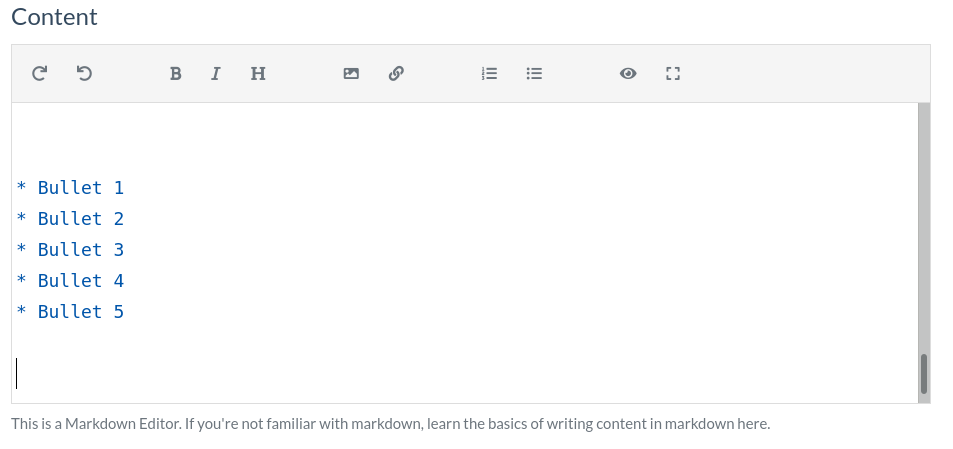 Content
B I H
* Bullet 1
* Bullet 2
* Bullet 3
* Bullet 4
* Bullet 5
This is a Markdown Editor. If you're not familiar with markdown, learn the basics of writing content in markdown here.